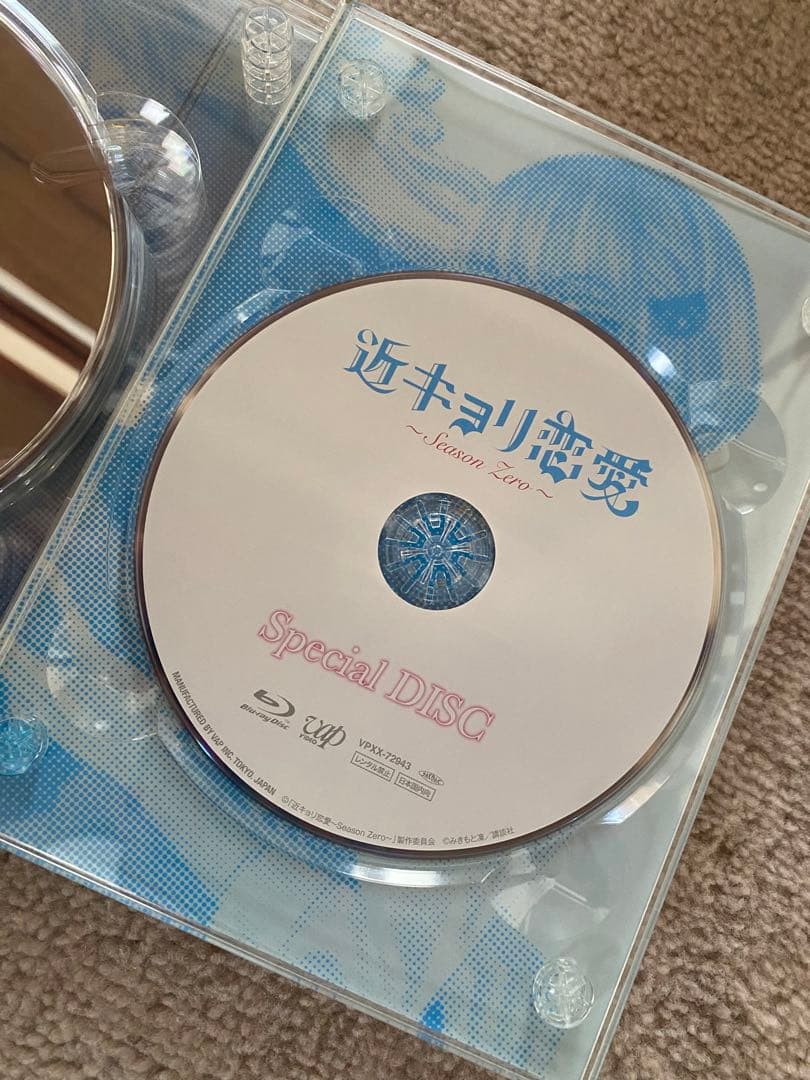 近キョリ恋愛
~Season Zero~
Special DISC
Blu-ray Disc
vap
VIDEO
VPXX-72943
レンタル禁止
日本国内向
MANUFACTURED BY VAP INC. TOKYO. JAPAN
©「近キョリ恋愛~Season Zero~」製作委員会 ©みきもと凜/講談社